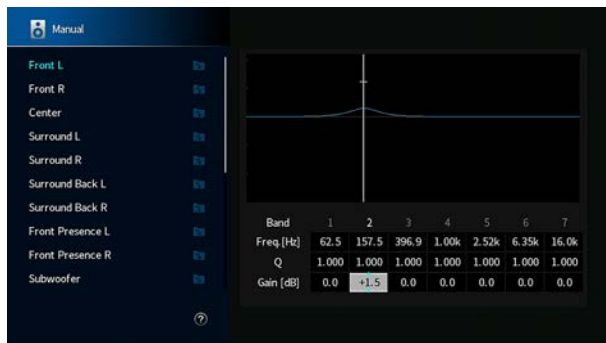 Manual
Front L
Front R
Center
Surround L
Surround R
Surround Back L
Surround Back R
Front Presence L
Front Presence R
Subwoofer
Band 1 2 3 4 5 6 7
Freq.[Hz] 62.5 157.5 396.9 1.00k 2.52k 6.35k 16.0k
Q 1.000 1.000 1.000 1.000 1.000 1.000 1.000
Gain [dB] 0.0 +1.5 0.0 0.0 0.0 0.0 0.0
?